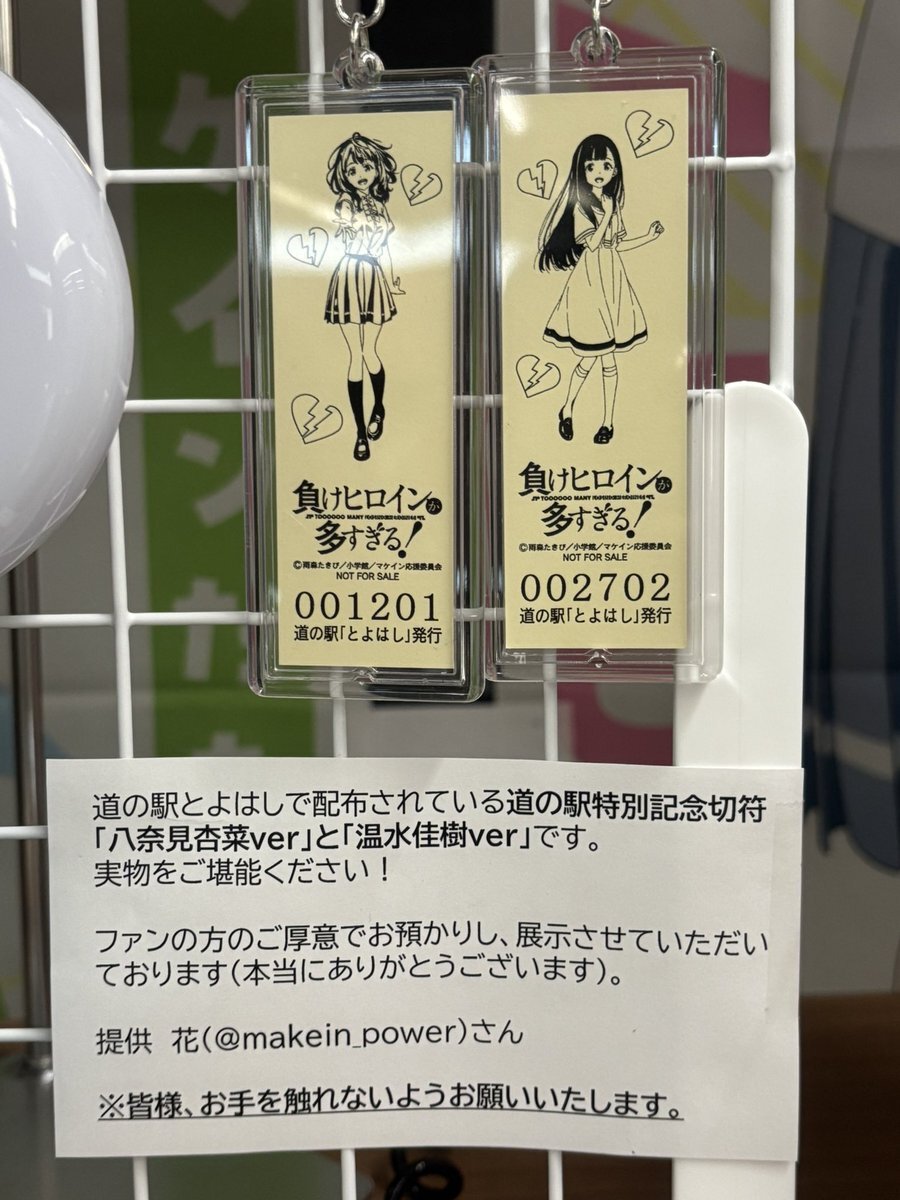 負けヒロインが
多すぎる!
©雨森たきび/小学館/マケイン応援委員会
NOT FOR SALE
001201
道の駅「とよはし」発行
負けヒロインが
多すぎる!
©雨森たきび/小学館/マケイン応援委員会
NOT FOR SALE
002702
道の駅「とよはし」発行
道の駅とよはしで配布されている道の駅特別記念切符
「八奈見杏菜ver」と「温水佳樹ver」です。
実物をご堪能ください!
ファンの方のご厚意でお預かりし、展示させていただい
ております(本当にありがとうございます)。
提供 花(@makein_power)さん
※皆様、お手を触れないようお願いいたします。